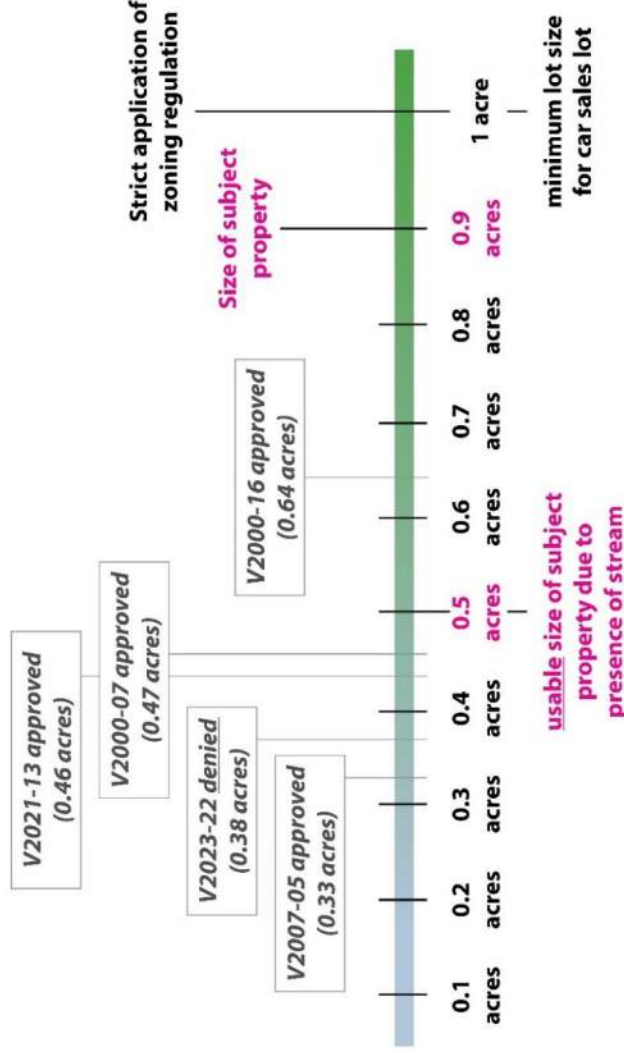 Strict application of
zoning regulation
Size of subject
property
V2021-13 approved
(0.46 acres)
V2000-07 approved
(0.47 acres)
V2000-16 approved
(0.64 acres)
V2023-22 denied
(0.38 acres)
V2007-05 approved
(0.33 acres)
0.1
acres
0.2
acres
0.3
acres
0.4
acres
0.5
acres
0.6
acres
0.7
acres
0.8
acres
0.9
acres
1 acre
usable size of subject
property due to
presence of stream
minimum lot size
for car sales lot